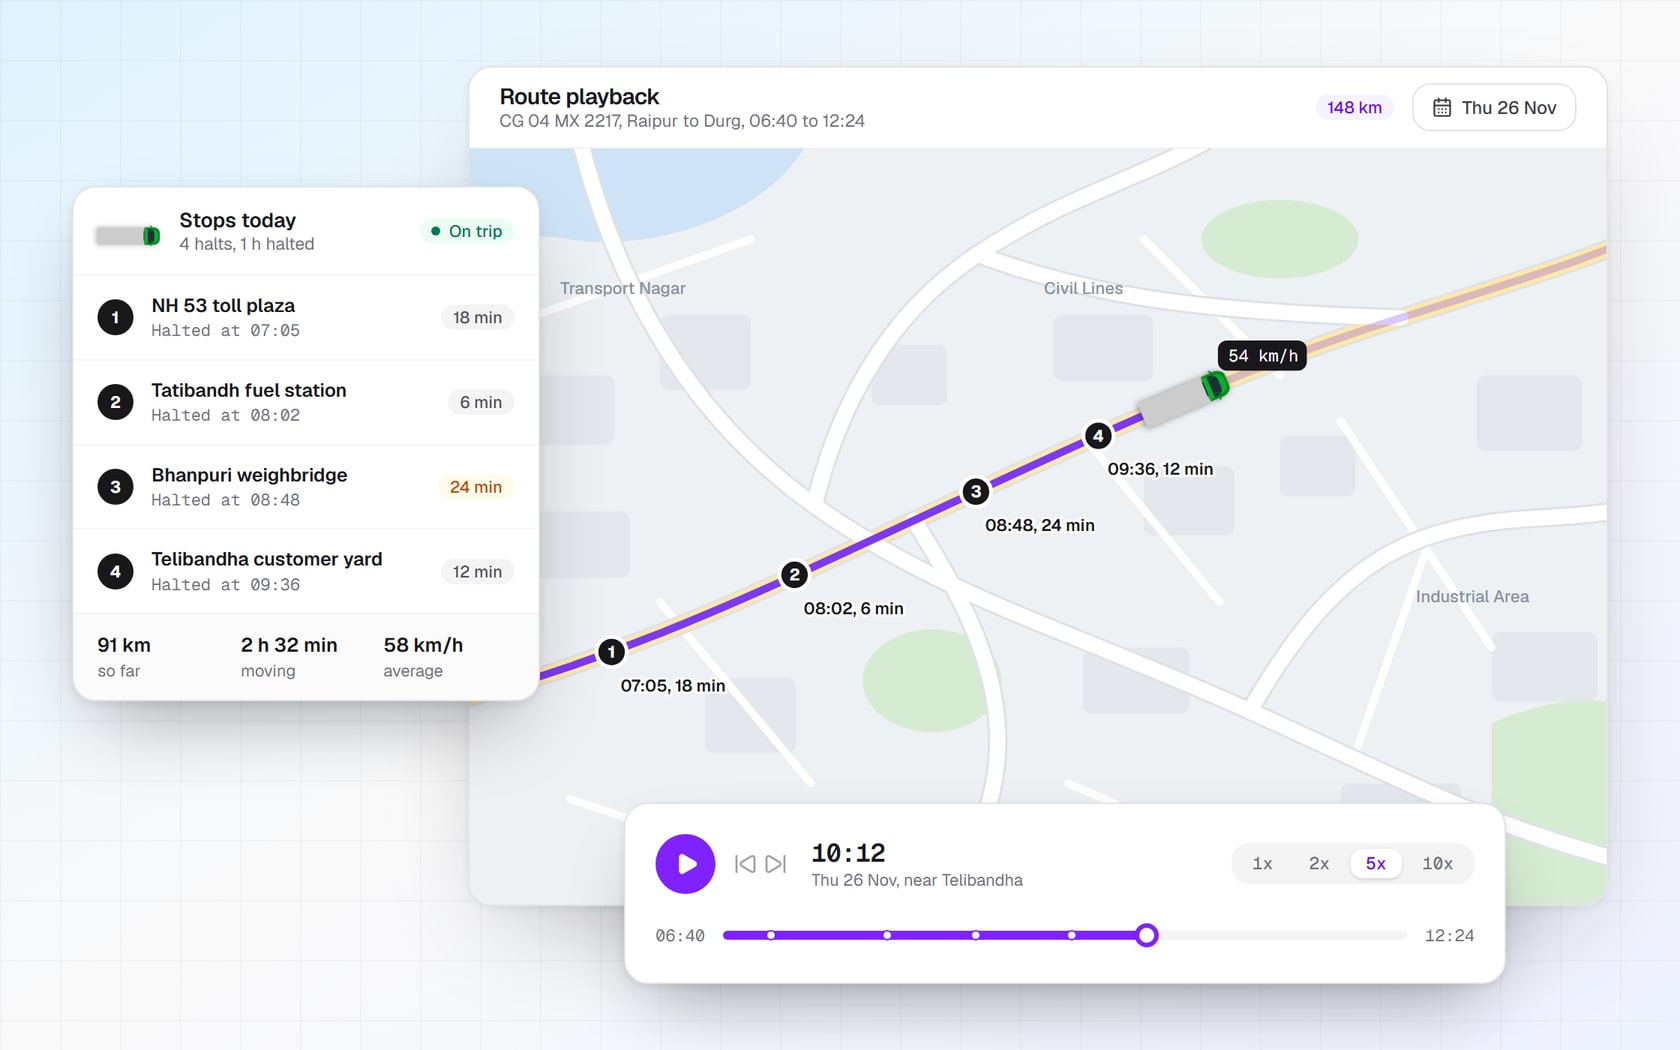 Route playback
CG 04 MX 2217, Raipur to Durg, 06:40 to 12:24
148 km
Thu 26 Nov
Stops today
4 halts, 1 h halted
On trip
1
NH 53 toll plaza
Halted at 07:05
18 min
2
Tatibandh fuel station
Halted at 08:02
6 min
3
Bhanpuri weighbridge
Halted at 08:48
24 min
4
Telibandha customer yard
Halted at 09:36
12 min
91 km
so far
2 h 32 min
moving
58 km/h
average
Transport Nagar
Civil Lines
54 km/h
4
09:36, 12 min
3
08:48, 24 min
2
08:02, 6 min
Industrial Area
1
07:05, 18 min
10:12
Thu 26 Nov, near Telibandha
1x 2x 5x 10x
06:40
12:24